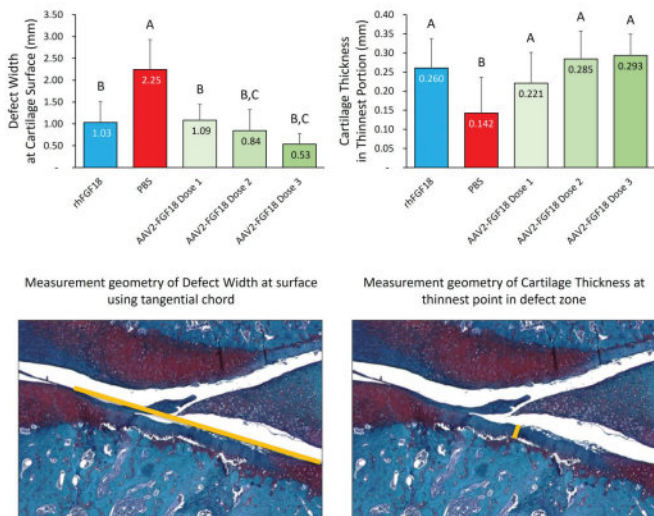 Defect Width
at Cartilage Surface (mm)
3.50
3.00
2.50
2.00
1.50
1.00
0.50
-
B
A
B
B,C
B,C
1.03
2.25
1.09
0.84
0.53
rhFGF18
PBS
AAV2-FGF18 Dose 1
AAV2-FGF18 Dose 2
AAV2-FGF18 Dose 3
Cartilage Thickness
in Thinnest Portion (mm)
0.40
0.35
0.30
0.25
0.20
0.15
0.10
0.05
-
A
B
A
A
A
0.260
0.142
0.221
0.285
0.293
rhFGF18
PBS
AAV2-FGF18 Dose 1
AAV2-FGF18 Dose 2
AAV2-FGF18 Dose 3
Measurement geometry of Defect Width at surface
using tangential chord
Measurement geometry of Cartilage Thickness at
thinnest point in defect zone